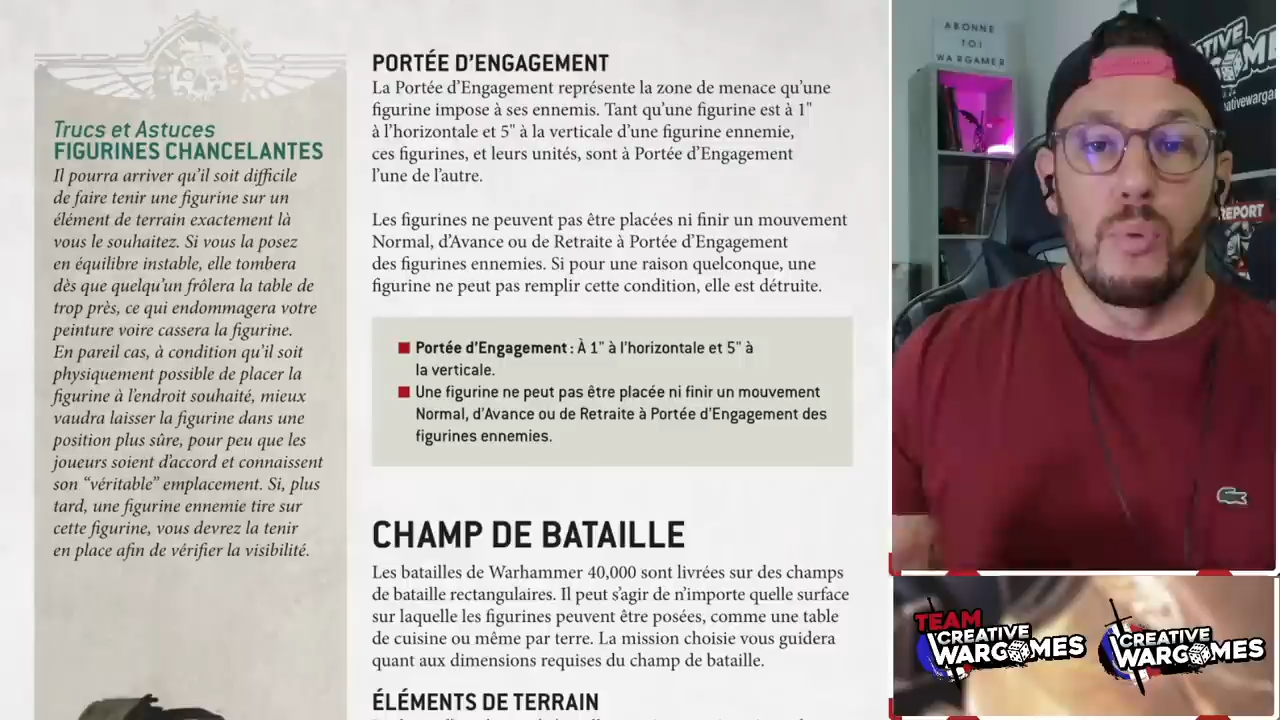 Trucs et Astuces
FIGURINES CHANCELANTES
Il pourra arriver qu'il soit difficile
de faire tenir une figurine sur un
élément de terrain exactement là
vous le souhaitez. Si vous la posez
en équilibre instable, elle tombera
dès que quelqu'un frôlera la table de
trop près, ce qui endommagera votre
peinture voire cassera la figurine.
En pareil cas, à condition qu'il soit
physiquement possible de placer la
figurine à l'endroit souhaité, mieux
vaudra laisser la figurine dans une
position plus sûre, pour peu que les
joueurs soient d'accord et connaissent
son “véritable” emplacement. Si, plus
tard, une figurine ennemie tire sur
cette figurine, vous devrez la tenir
en place afin de vérifier la visibilité.
PORTÉE D'ENGAGEMENT
La Portée d'Engagement représente la zone de menace qu'une
figurine impose à ses ennemis. Tant qu'une figurine est à 1"
à l'horizontale et 5" à la verticale d'une figurine ennemie,
ces figurines, et leurs unités, sont à Portée d'Engagement
l'une de l'autre.
Les figurines ne peuvent pas être placées ni finir un mouvement
Normal, d'Avance ou de Retraite à Portée d'Engagement
des figurines ennemies. Si pour une raison quelconque, une
figurine ne peut pas remplir cette condition, elle est détruite.
■ Portée d'Engagement : À 1" à l'horizontale et 5" à
la verticale.
■ Une figurine ne peut pas être placée ni finir un mouvement
Normal, d'Avance ou de Retraite à Portée d'Engagement des
figurines ennemies.
CHAMP DE BATAILLE
Les batailles de Warhammer 40,000 sont livrées sur des champs
de bataille rectangulaires. Il peut s'agir de n'importe quelle surface
sur laquelle les figurines peuvent être posées, comme une table
de cuisine ou même par terre. La mission choisie vous guidera
quant aux dimensions requises du champ de bataille.
ÉLÉMENTS DE TERRAIN
ABONNE
TOI
WARGAMER
REPORT
TEAM
CREATIVE
WARGAMES
CREATIVE
WARGAMES